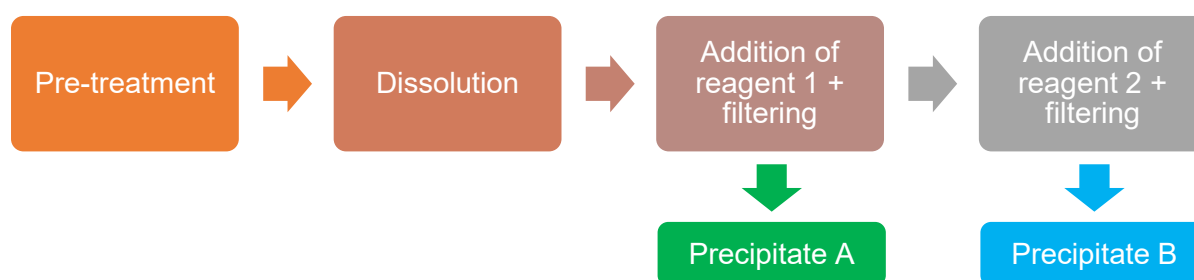 Pre-treatment
Dissolution
Addition of
reagent 1 +
filtering
Addition of
reagent 2 +
filtering
Precipitate A
Precipitate B